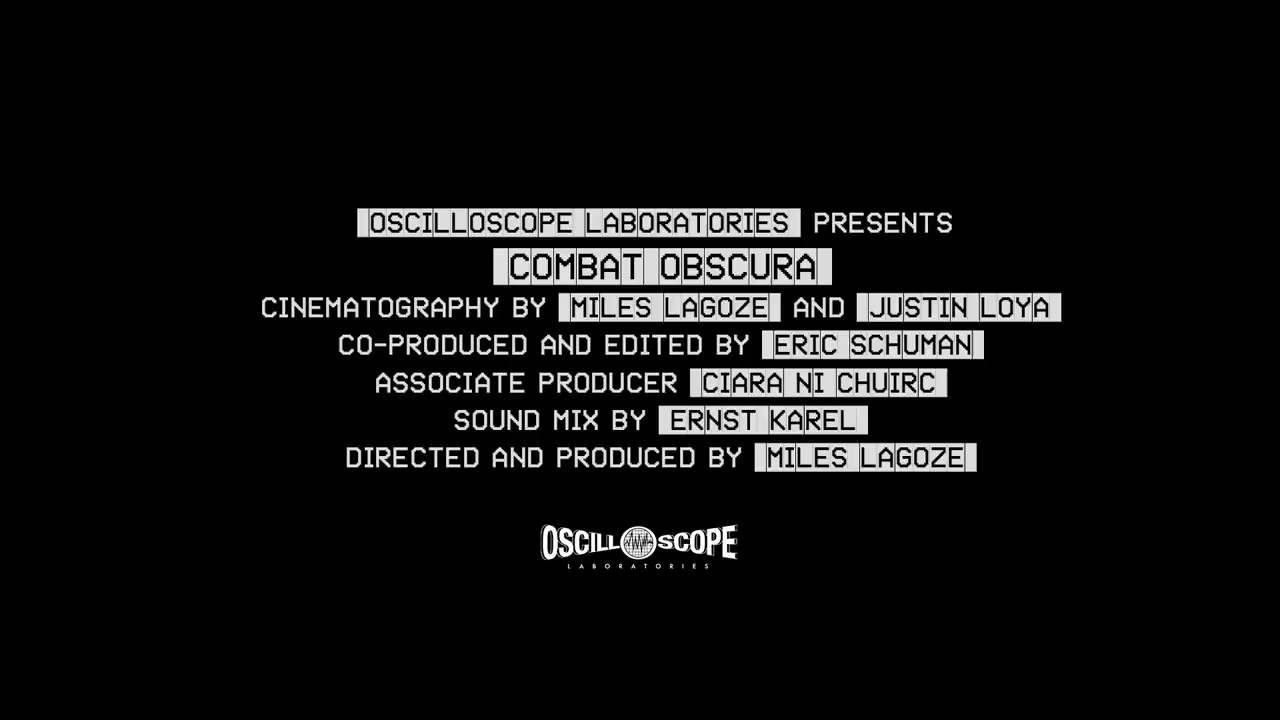 OSCILLOSCOPE LABORATORIES PRESENTS
COMBAT OBSCURA
CINEMATOGRAPHY BY MILES LAGOZE AND JUSTIN LOYA
CO-PRODUCED AND EDITED BY ERIC SCHUMAN
ASSOCIATE PRODUCER CIARA NI CHUIRC
SOUND MIX BY ERNST KAREL
DIRECTED AND PRODUCED BY MILES LAGOZE
OSCILLOSCOPE
LABORATORIES